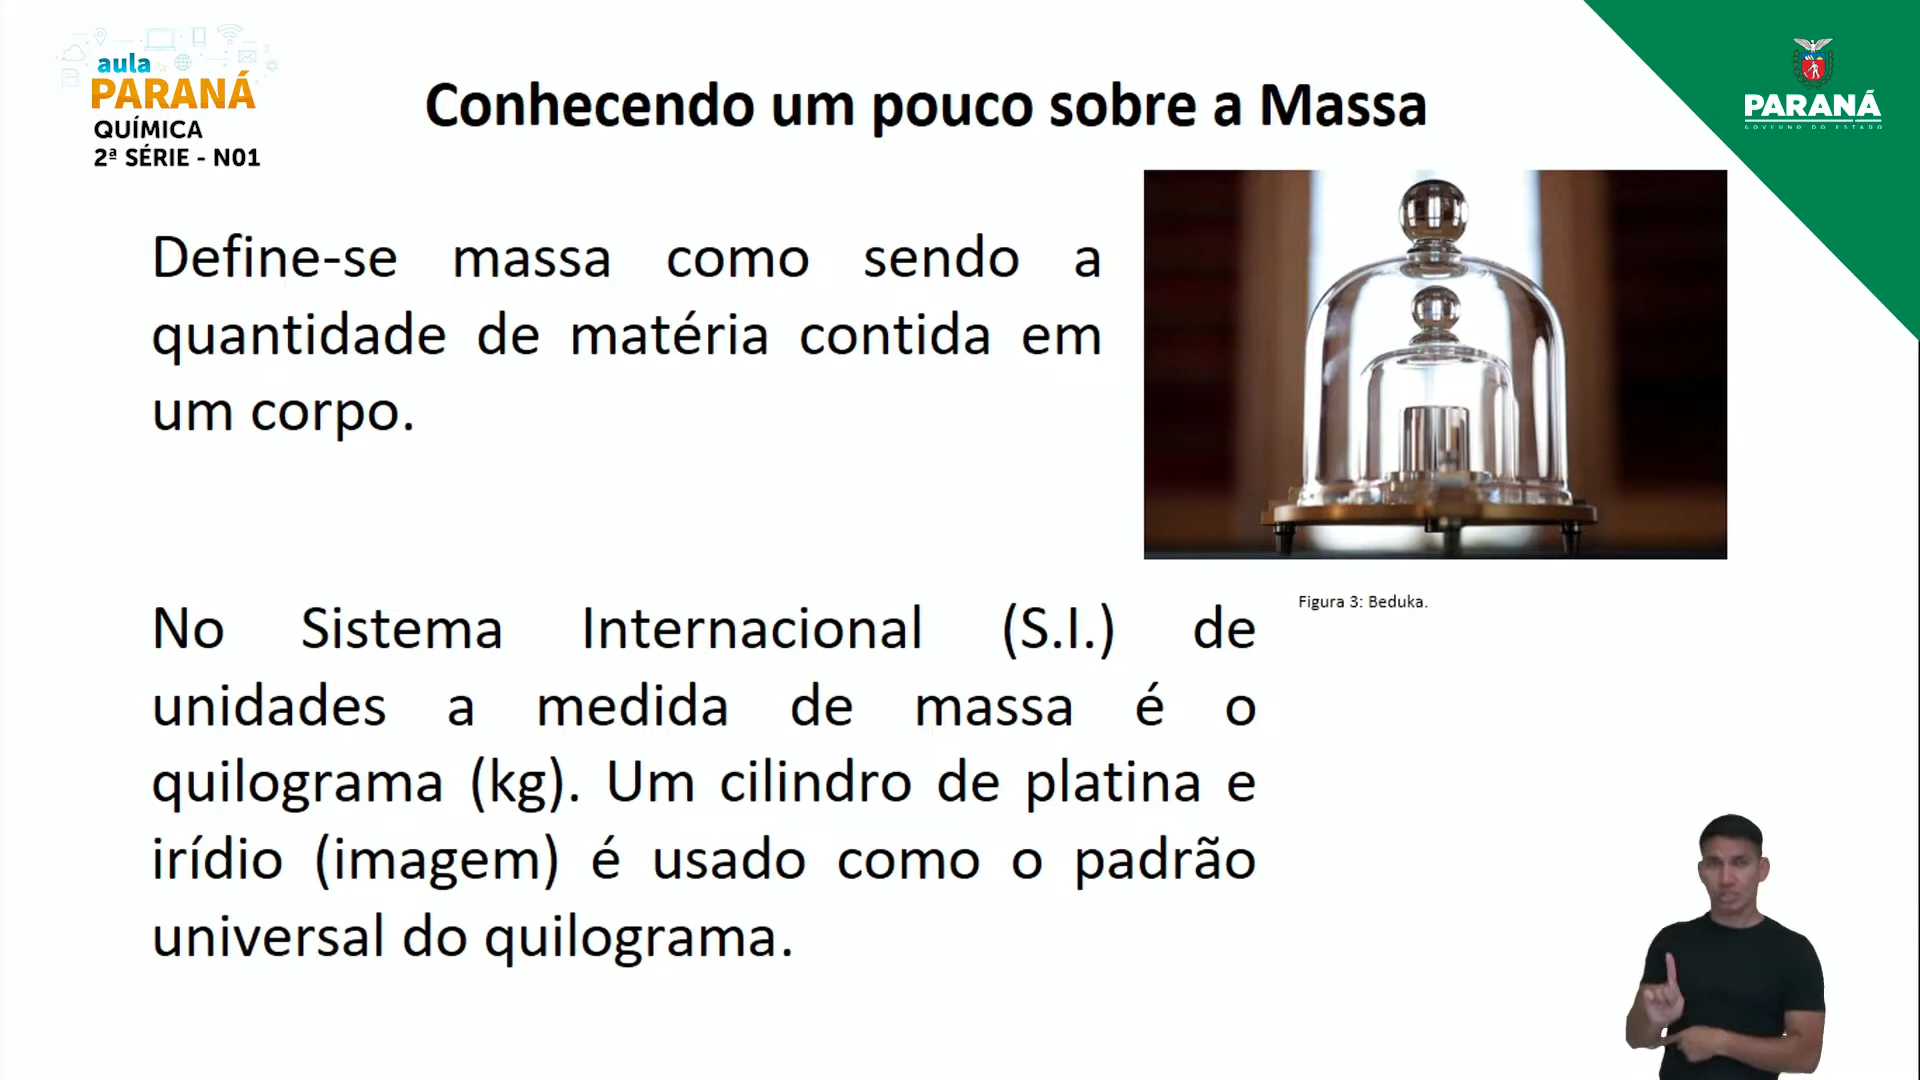 aula
PARANÁ
QUÍMICA
2ª SÉRIE - N01
Conhecendo um pouco sobre a Massa
PARANÁ
GOVERNO DO ESTADO
Define-se massa como sendo a
quantidade de matéria contida em
um corpo.
Figura 3: Beduka.
No Sistema Internacional (S.I.) de
unidades a medida de massa é o
quilograma (kg). Um cilindro de platina e
irídio (imagem) é usado como o padrão
universal do quilograma.